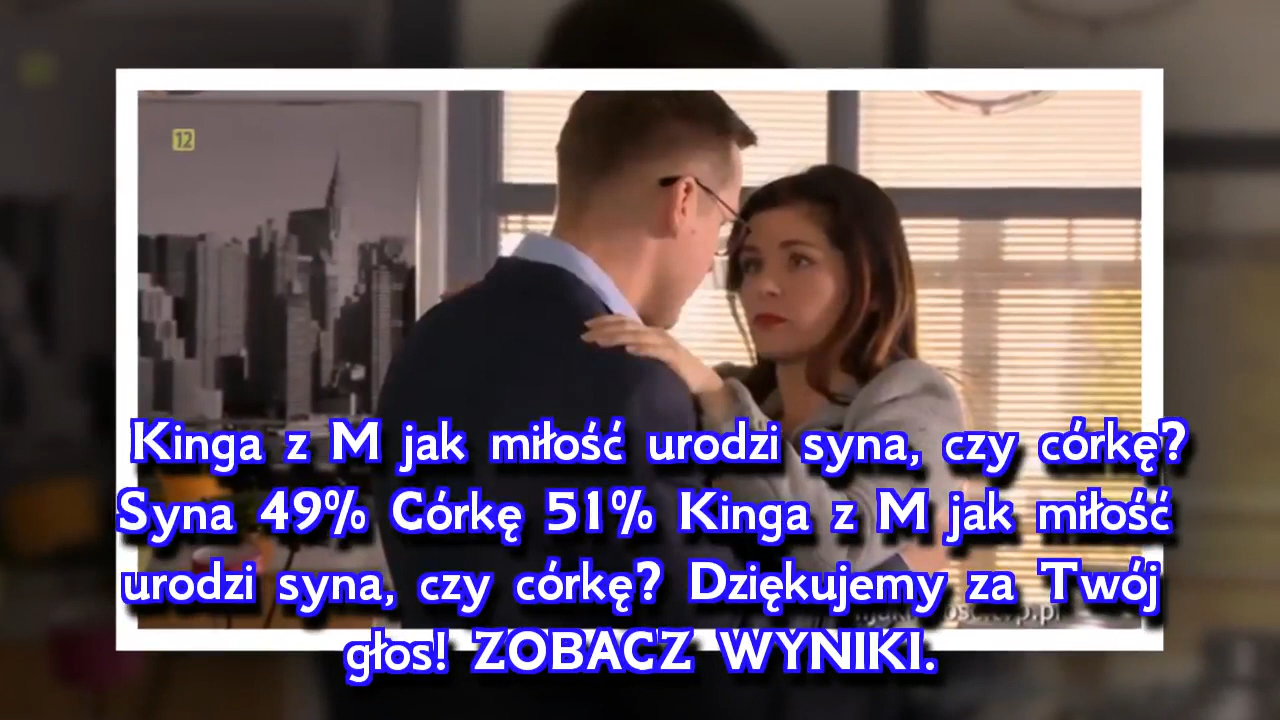 12
Kinga z M jak miłość urodzi syna, czy córkę?
Syna 49% Córkę 51% Kinga z M jak miłość
urodzi syna, czy córkę? Dziękujemy za Twój
głos! ZOBACZ WYNIKI.